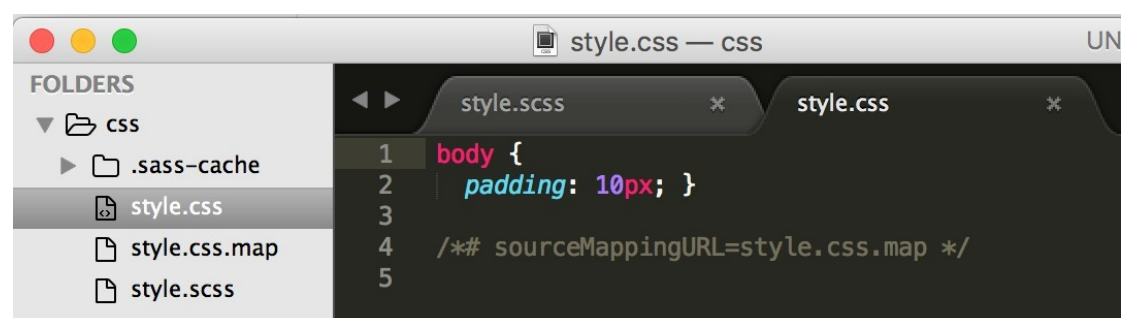 style.css — css
UN
FOLDERS
css
.sass-cache
style.css
style.css.map
style.scss
style.scss
style.css
1 body {
2 padding: 10px; }
3
4 /*# sourceMappingURL=style.css.map */
5